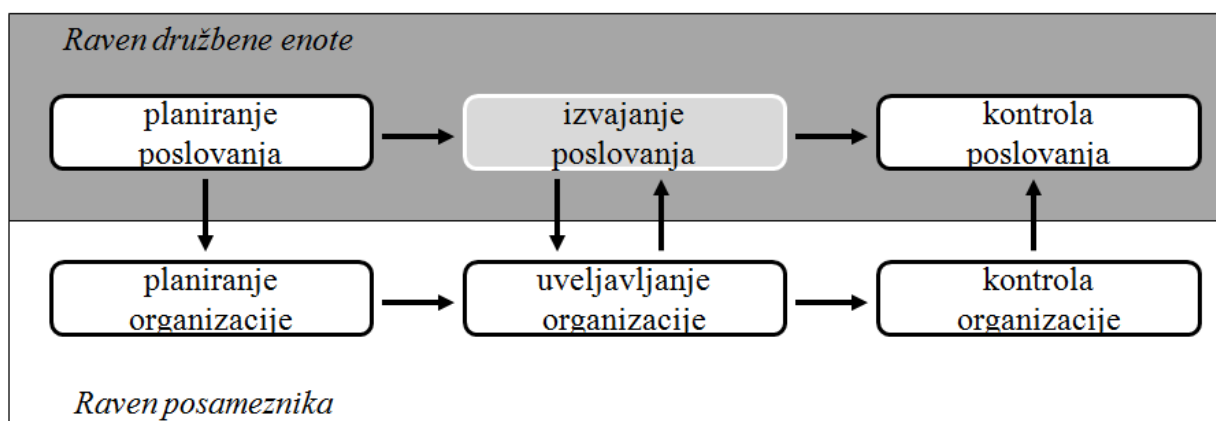 Raven družbene enote
planiranje
poslovanja
izvajanje
poslovanja
kontrola
poslovanja
planiranje
organizacije
uveljavljanje
organizacije
kontrola
organizacije
Raven posameznika